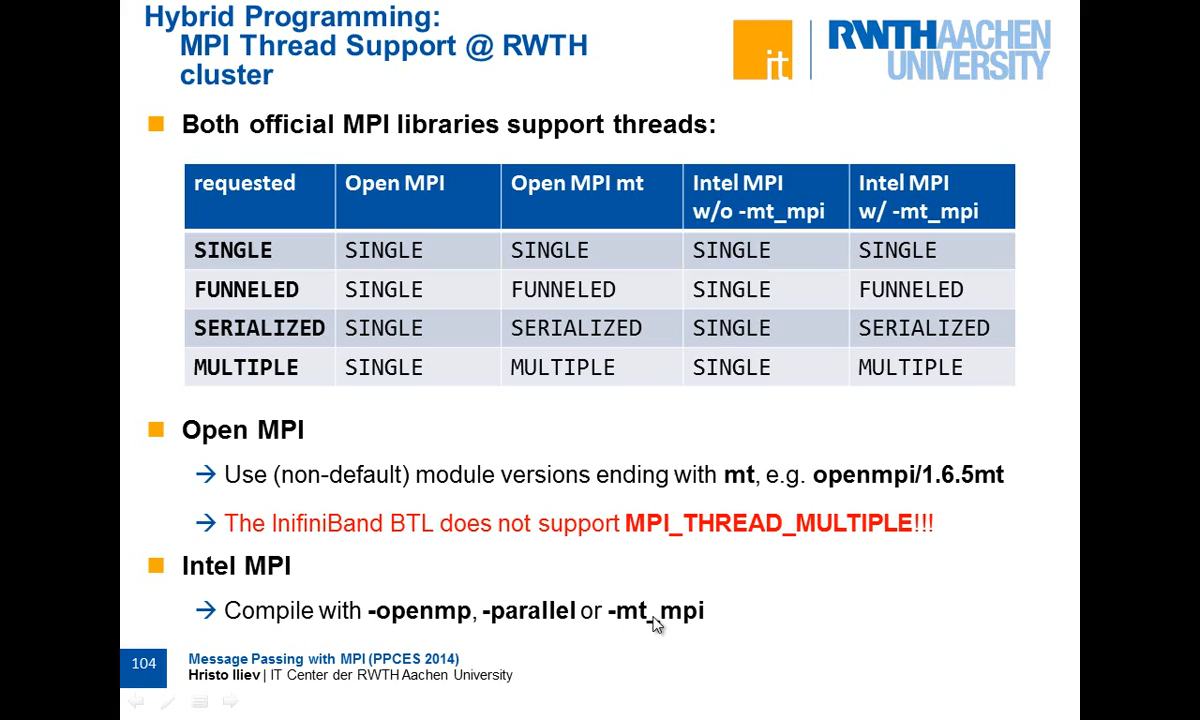 Hybrid Programming:
MPI Thread Support @ RWTH
cluster
it
RWTHAACHEN
UNIVERSITY
Both official MPI libraries support threads:
requested Open MPI Open MPI mt Intel MPI w/o -mt_mpi Intel MPI w/ -mt_mpi
SINGLE SINGLE SINGLE SINGLE SINGLE
FUNNELED SINGLE FUNNELED SINGLE FUNNELED
SERIALIZED SINGLE SERIALIZED SINGLE SERIALIZED
MULTIPLE SINGLE MULTIPLE SINGLE MULTIPLE
Open MPI
Use (non-default) module versions ending with mt, e.g. openmpi/1.6.5mt
The InifiniBand BTL does not support MPI_THREAD_MULTIPLE!!!
Intel MPI
Compile with -openmp, -parallel or -mt_mpi
104
Message Passing with MPI (PPCES 2014)
Hristo Iliev | IT Center der RWTH Aachen University